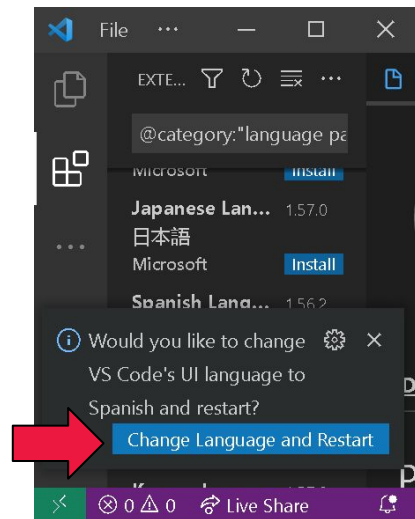 File ...
EXTE... ...
@category:"language pa
Microsoft Install
Japanese Lan... 1.57.0
日本語
Microsoft Install
Spanish Lang... 1.56.2
Would you like to change
VS Code's UI language to
Spanish and restart?
Change Language and Restart
0 0 Live Share